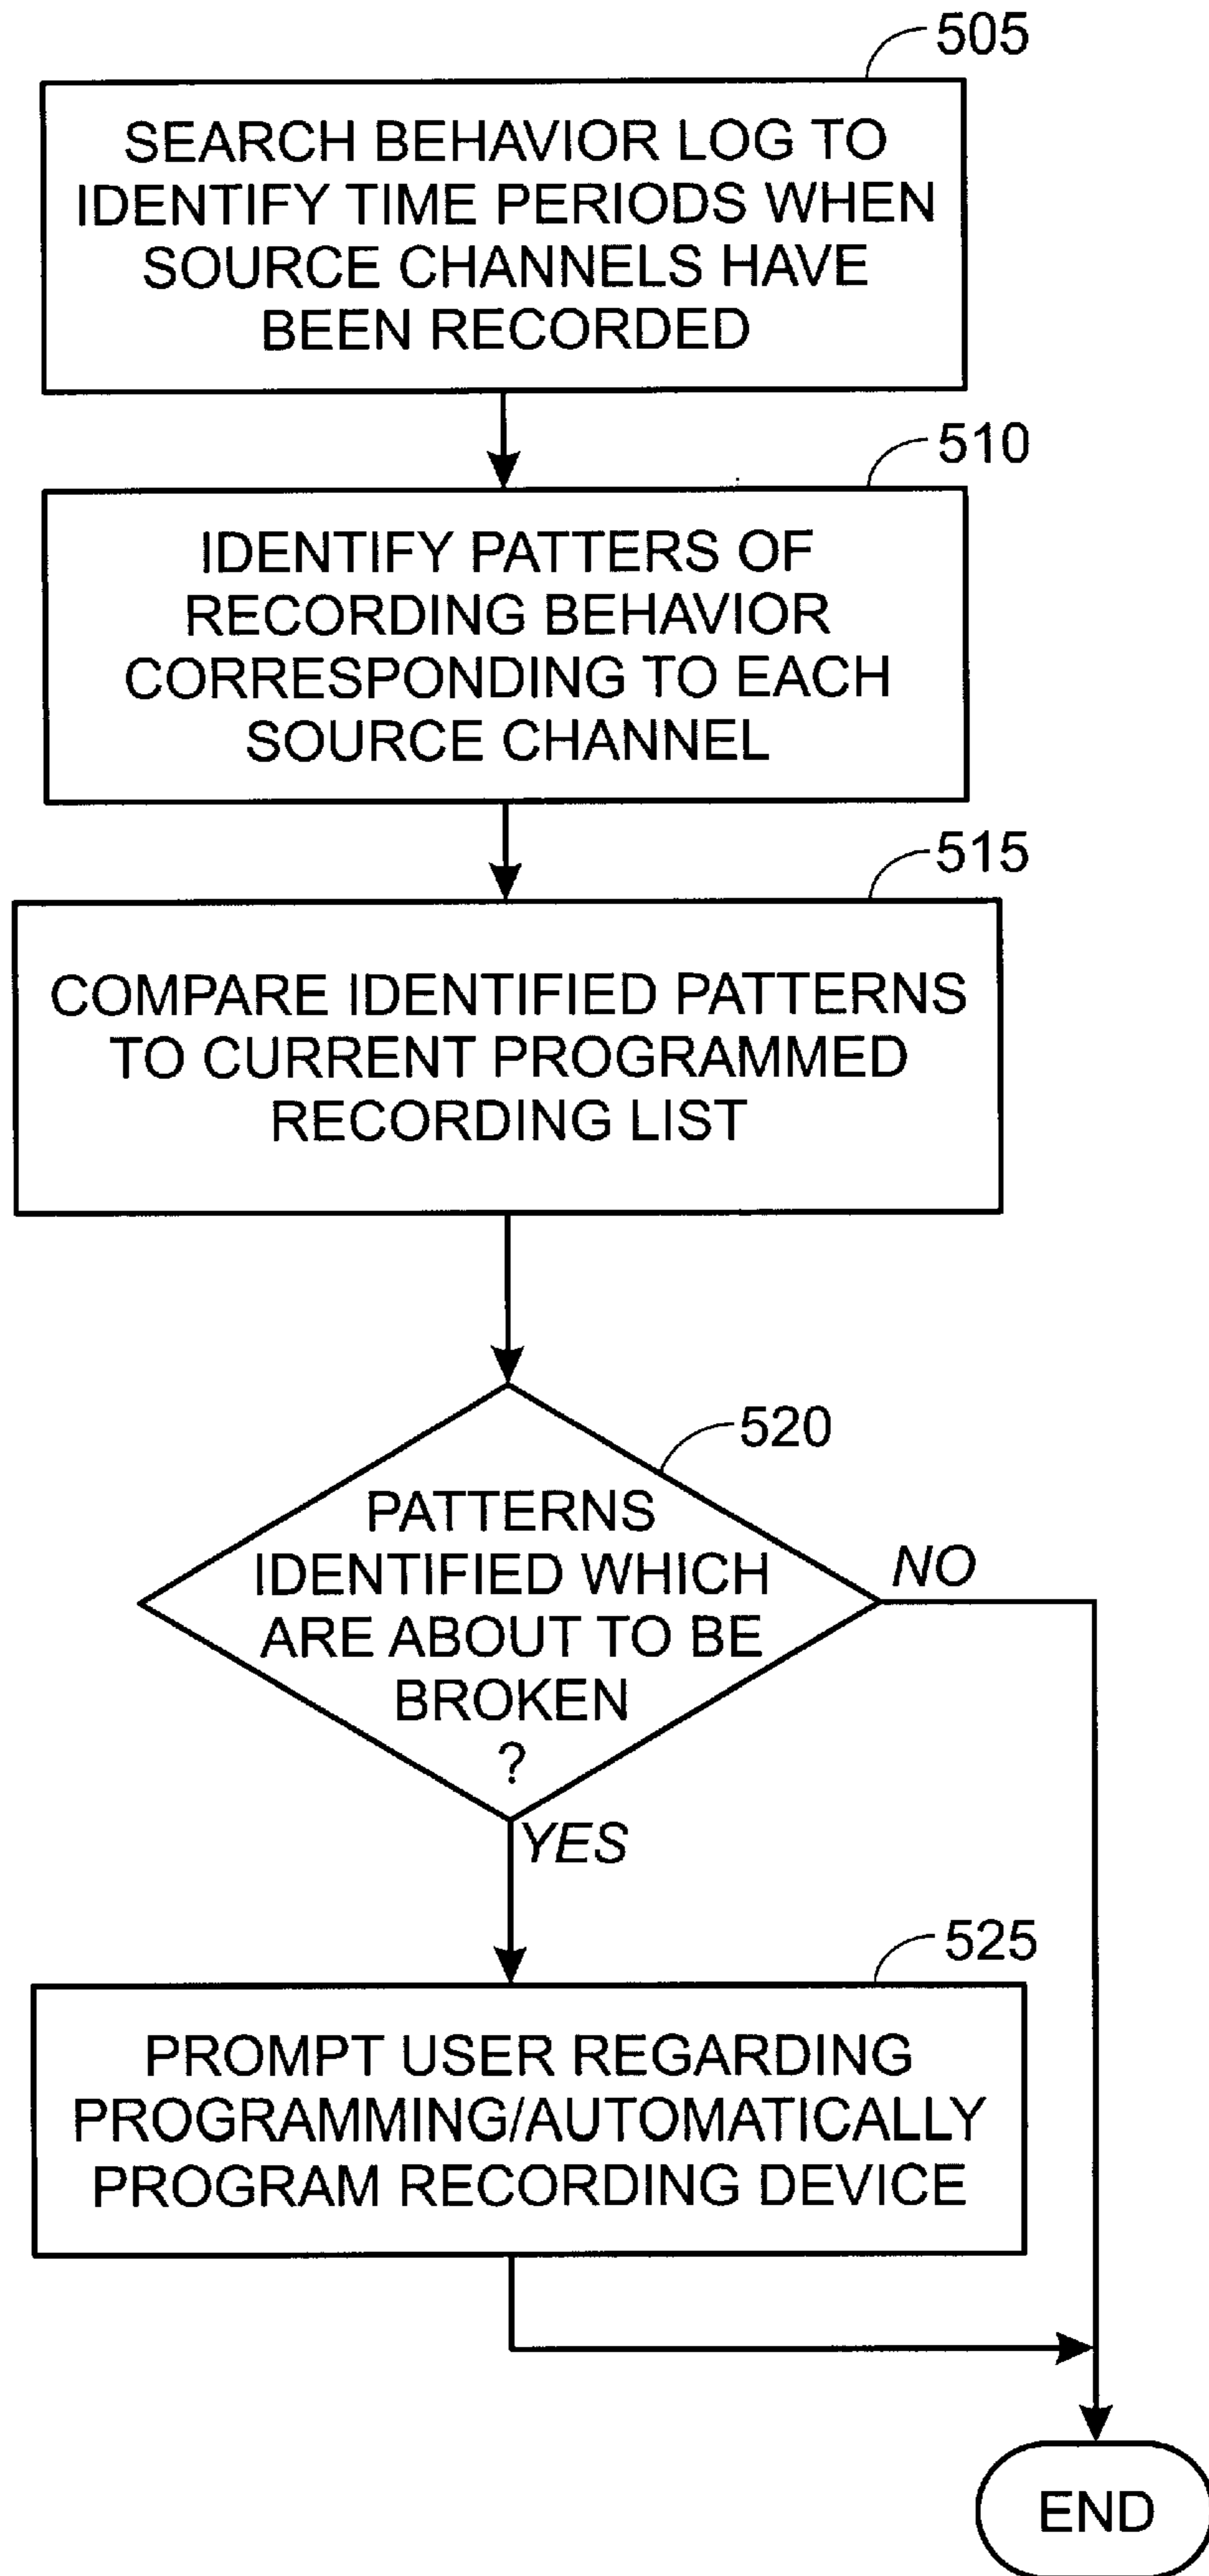 505
SEARCH BEHAVIOR LOG TO
IDENTIFY TIME PERIODS WHEN
SOURCE CHANNELS HAVE
BEEN RECORDED
510
IDENTIFY PATTERS OF
RECORDING BEHAVIOR
CORRESPONDING TO EACH
SOURCE CHANNEL
515
COMPARE IDENTIFIED PATTERNS
TO CURRENT PROGRAMMED
RECORDING LIST
520
PATTERNS
IDENTIFIED WHICH
ARE ABOUT TO BE
BROKEN
?
NO
YES
525
PROMPT USER REGARDING
PROGRAMMING/AUTOMATICALLY
PROGRAM RECORDING DEVICE
END